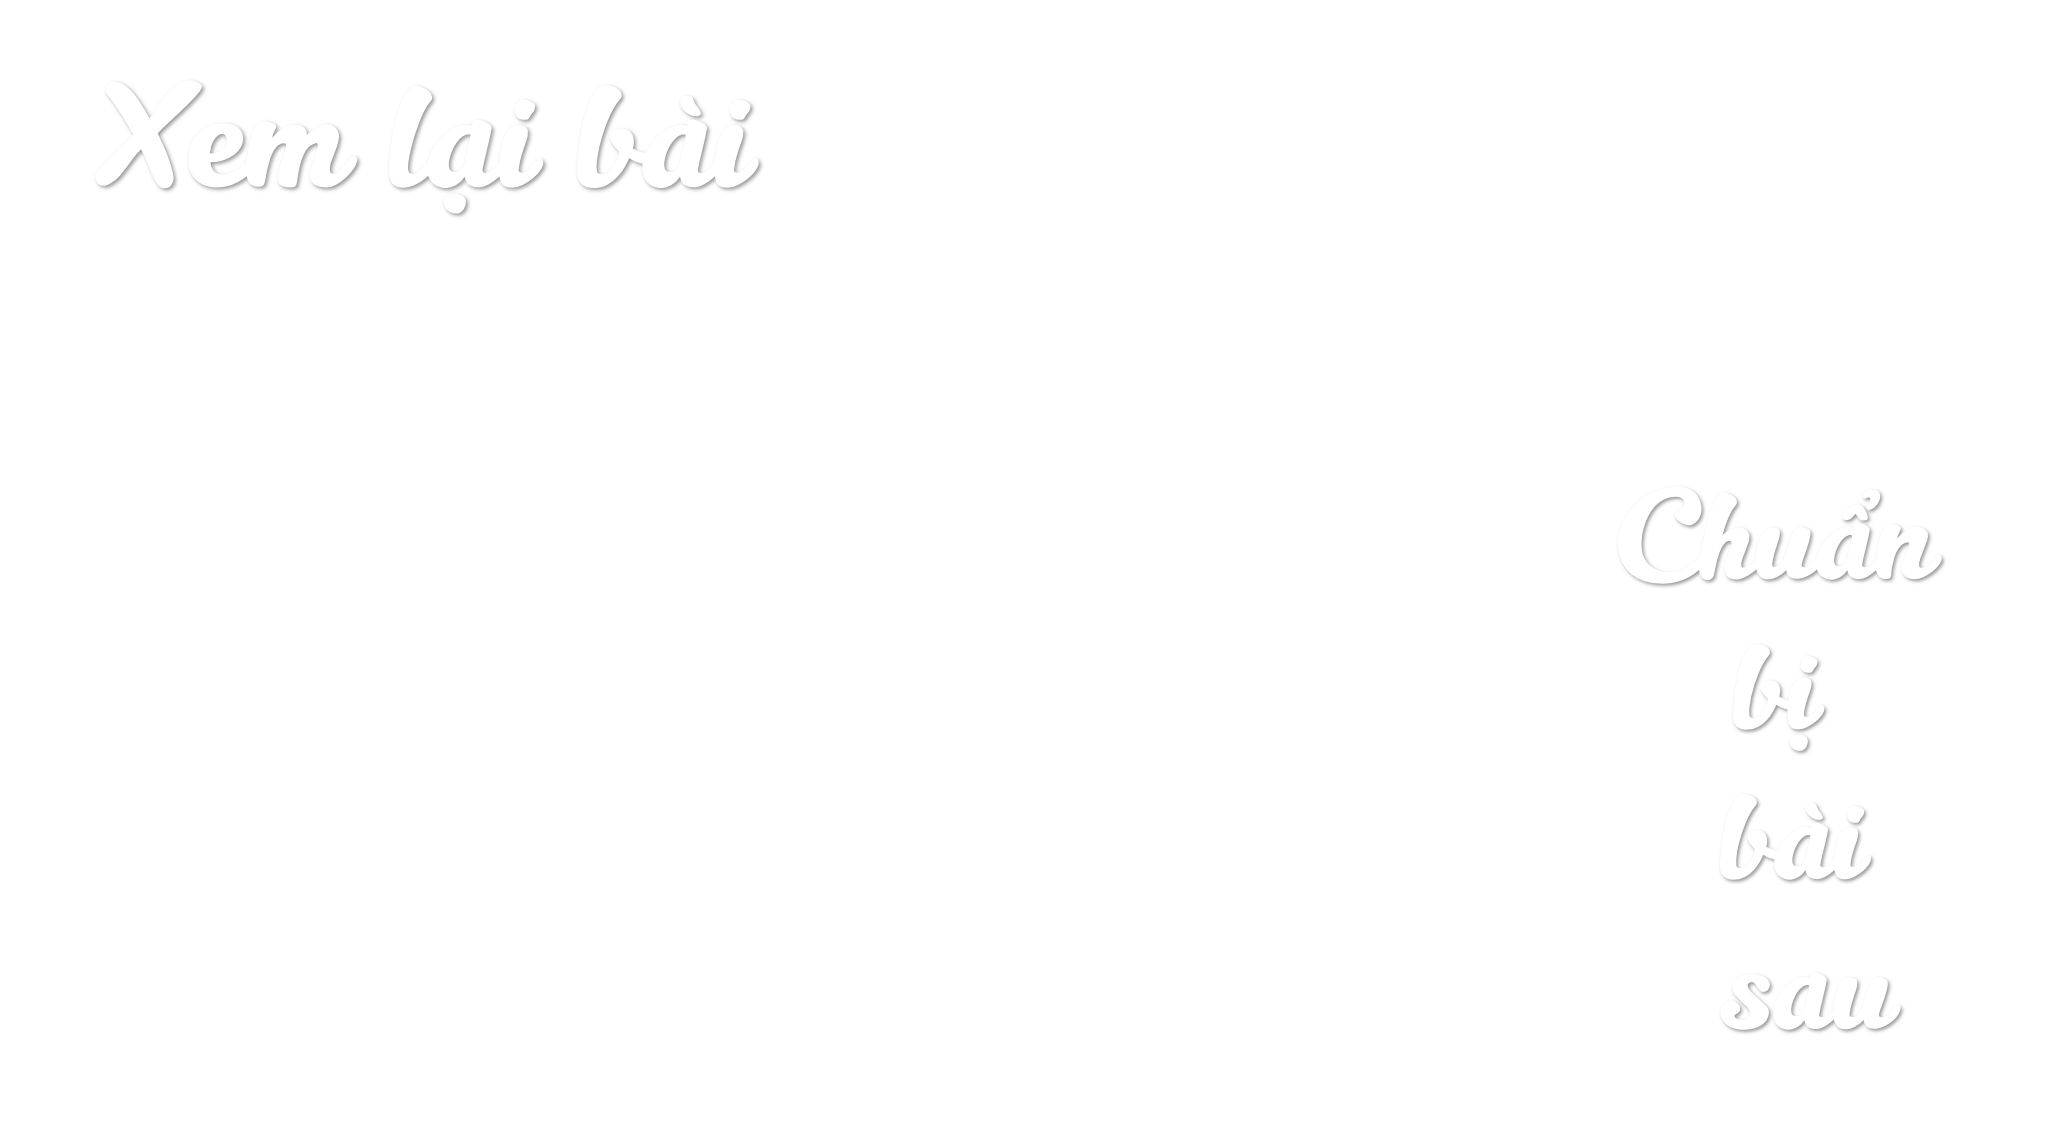 Xem lại bài
Chuẩn
bị
bài
sau